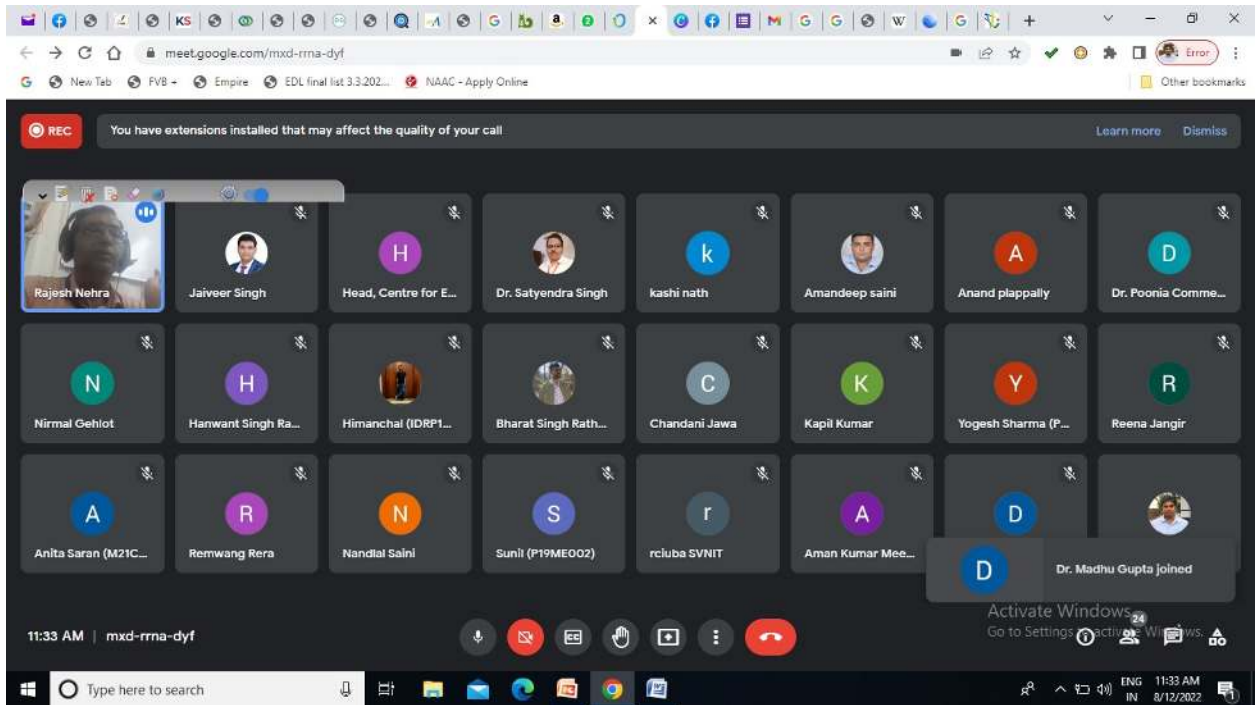 KS
a.
M
G
G
W
G
meet.google.com/mxd-rrna-dyf
Error
New Tab
FVB +
Empire
EDL final list 3.3.202...
NAAC - Apply Online
Other bookmarks
REC
You have extensions installed that may affect the quality of your call
Learn more
Dismiss
Rajesh Nehra
Jaiveer Singh
H
Head, Centre for E...
Dr. Satyendra Singh
k
kashi nath
Amandeep saini
A
Anand plappally
D
Dr. Poonia Comme...
N
Nirmal Gehlot
H
Hanwant Singh Ra...
Himanchal (IDRP1...
Bharat Singh Rath...
C
Chandani Jawa
K
Kapil Kumar
Y
Yogesh Sharma (P...
R
Reena Jangir
A
Anita Saran (M21C...
R
Remwang Rera
N
Nandlal Saini
S
Sunil (P19ME002)
r
rciuba SVNIT
A
Aman Kumar Mee...
D
D
Dr. Madhu Gupta joined
Activate Windows
Go to Settings to activate Windows.
11:33 AM | mxd-rrna-dyf
24
Type here to search
ENG
IN
11:33 AM
8/12/2022
1